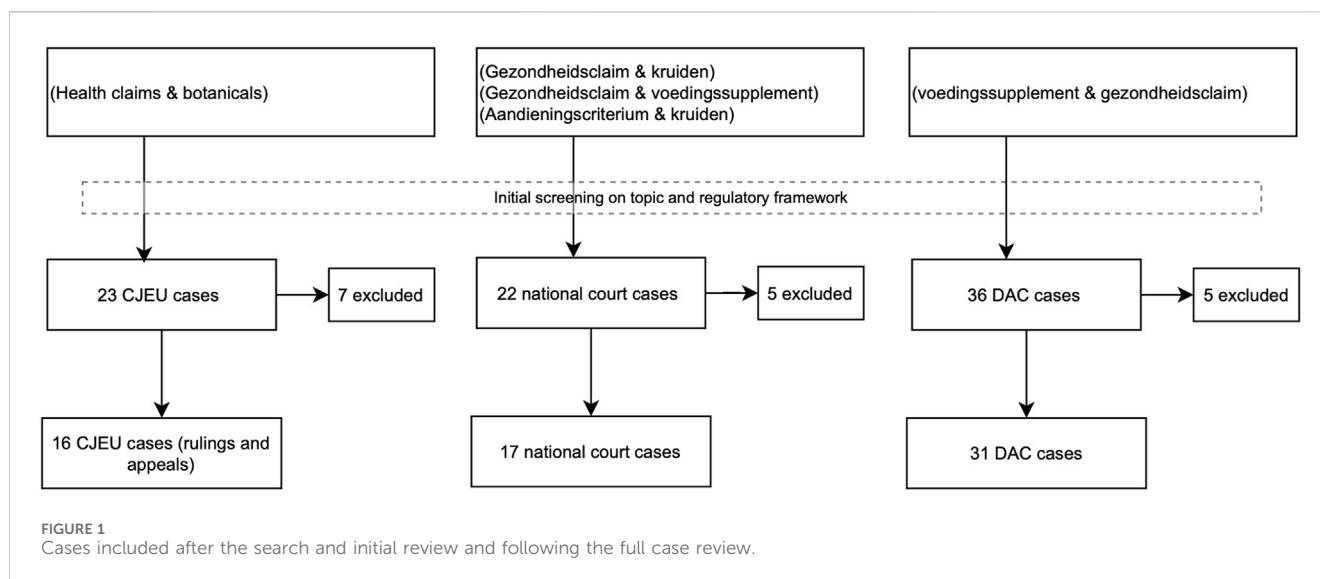 (Health claims & botanicals)
(Gezondheidsclaim & kruiden)
(Gezondheidsclaim & voedingssupplement)
(Aandieningscriterium & kruiden)
(voedingssupplement & gezondheidsclaim)
Initial screening on topic and regulatory framework
23 CJEU cases
7 excluded
22 national court cases
5 excluded
36 DAC cases
5 excluded
16 CJEU cases (rulings and
appeals)
17 national court cases
31 DAC cases
FIGURE 1
Cases included after the search and initial review and following the full case review.